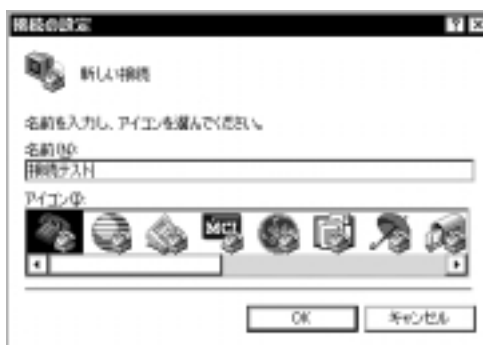 接続の設定
新しい接続
名前を入力し、アイコンを選んでください。
名前(N):
接続テスト
アイコン(I):
MCI
OK
キャンセル